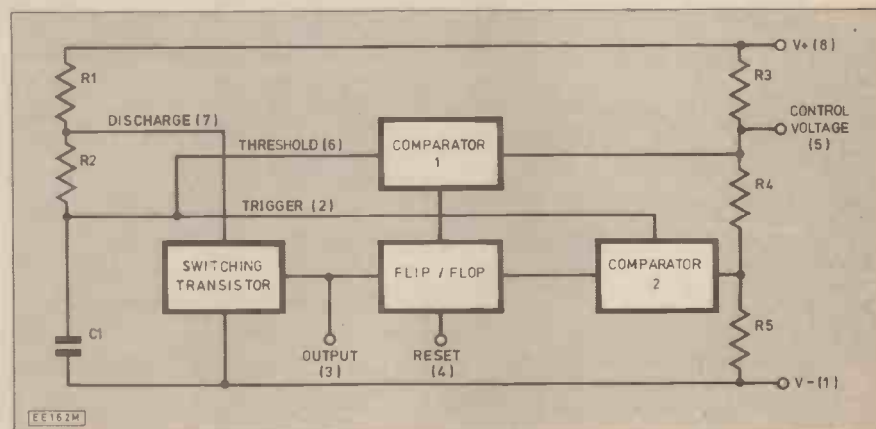 V+(8)
R1
R3
DISCHARGE (7)
CONTROL
VOLTAGE
(5)
THRESHOLD (6)
COMPARATOR
1
R2
R4
TRIGGER (2)
SWITCHING
TRANSISTOR
FLIP / FLOP
COMPARATOR
2
C1
R5
OUTPUT
(3)
RESET
(4)
V-(1)
EE162M